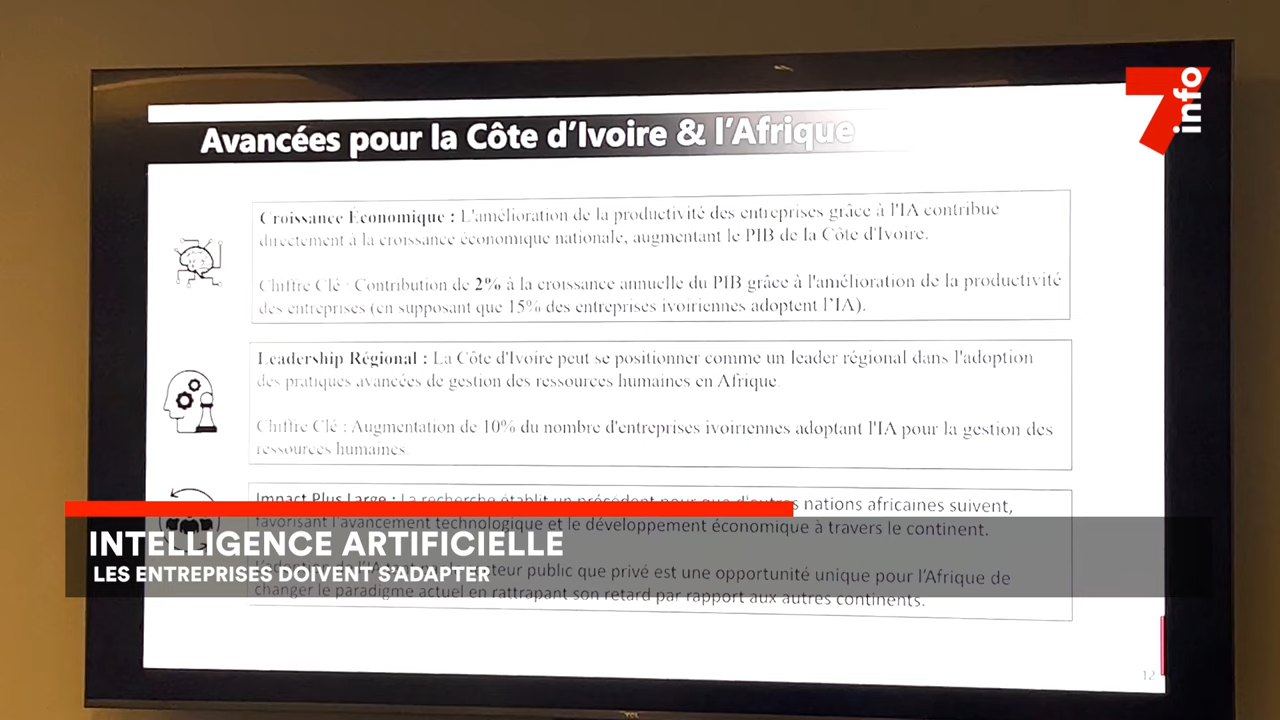 7 info
Avancées pour la Côte d'Ivoire & l'Afrique
Croissance Économique : L'amélioration de la productivité des entreprises grâce à l'IA contribue
directement à la croissance économique nationale, augmentant le PIB de la Côte d'Ivoire.
Chiffre Clé : Contribution de 2% à la croissance annuelle du PIB grâce à l'amélioration de la productivité
des entreprises (en supposant que 15% des entreprises ivoiriennes adoptent l'IA).
Leadership Régional : La Côte d'Ivoire peut se positionner comme un leader régional dans l'adoption
des pratiques avancées de gestion des ressources humaines en Afrique.
Chiffre Clé : Augmentation de 10% du nombre d'entreprises ivoiriennes adoptant l'IA pour la gestion des
ressources humaines.
Impact Plus Large : La recherche établit un précédent pour que d'autres nations africaines suivent,
favorisant l'avancement technologique et le développement économique à travers le continent.
INTELLIGENCE ARTIFICIELLE
LES ENTREPRISES DOIVENT S'ADAPTER
public que privé est une opportunité unique pour l'Afrique de
changer le paradigme actuel en rattrapant son retard par rapport aux autres continents.
12
TCL